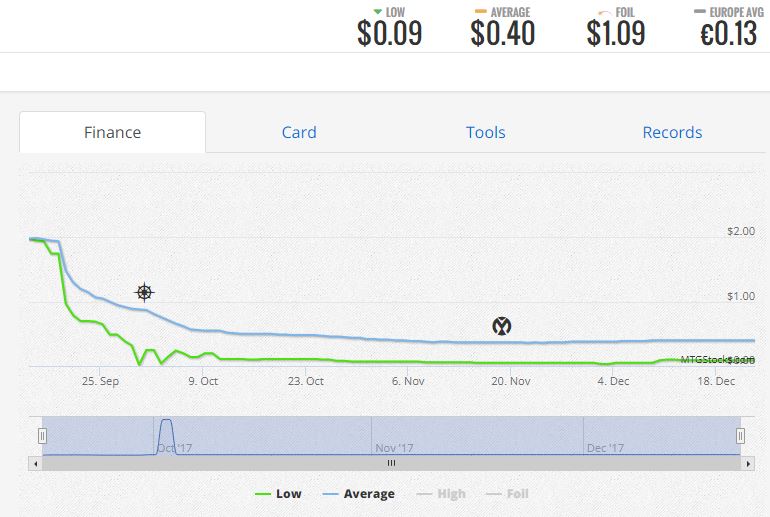 LOW AVERAGE FOIL EUROPE AVG
$0.09 $0.40 $1.09 €0.13
Finance Card Tools Records
$2.00
$1.00
MTGStocks.com
$0.00
25. Sep 9. Oct 23. Oct 6. Nov 20. Nov 4. Dec 18. Dec
Oct '17 Nov '17 Dec '17
Low Average High Foil